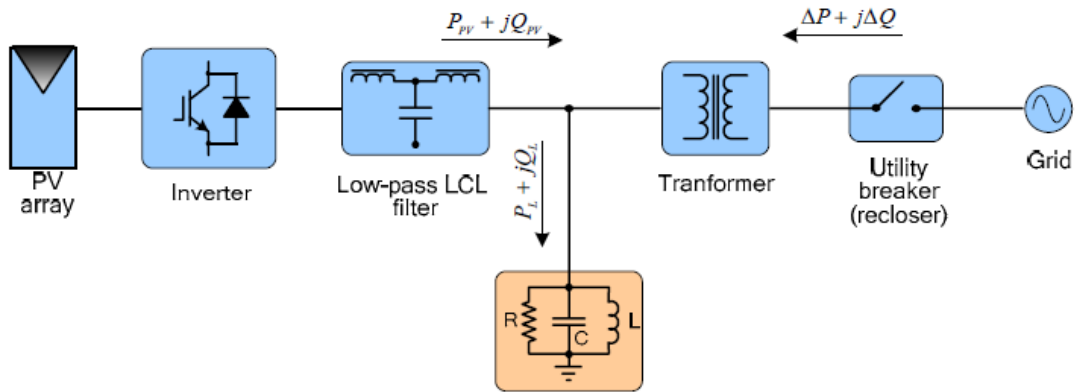 P_PV + jQ_PV
ΔP + jΔQ
PV
array
Inverter
Low-pass LCL
filter
P_L + jQ_L
Tranformer
Utility
breaker
(recloser)
Grid
R
C
L